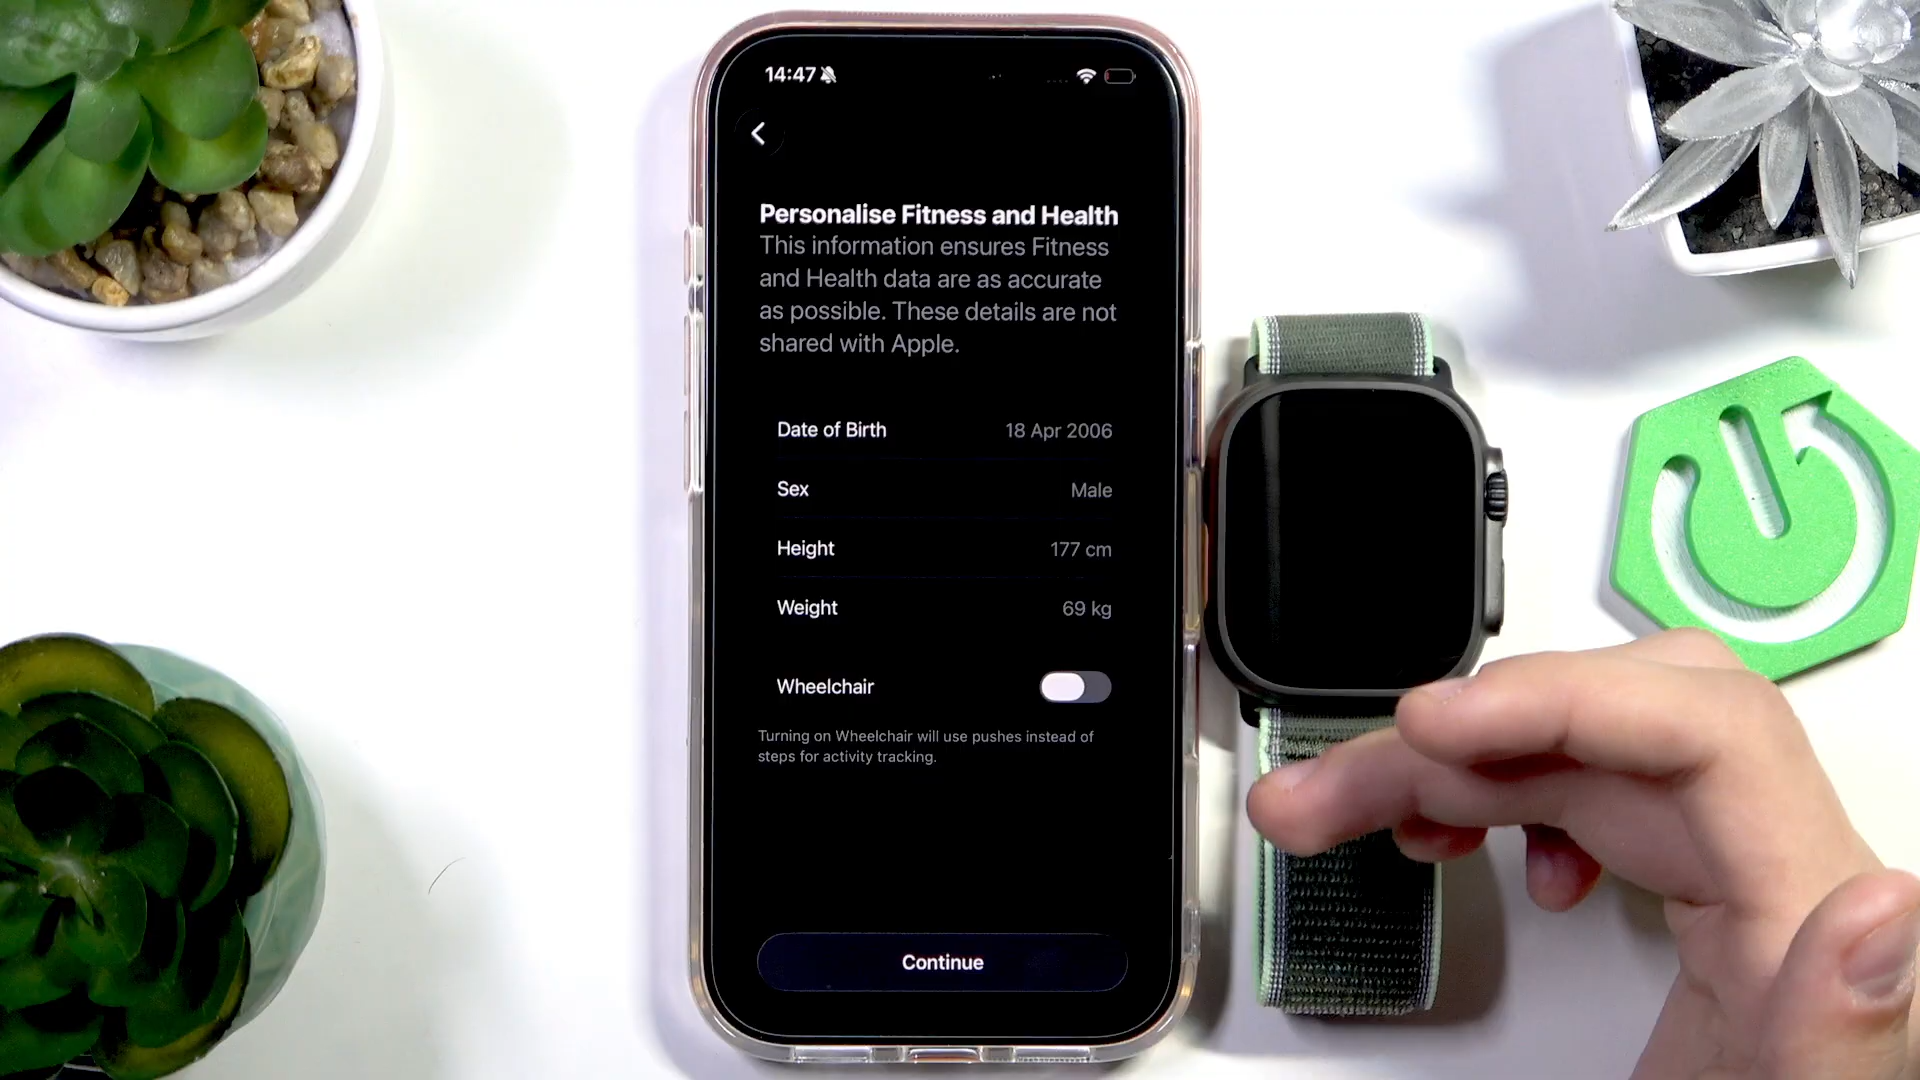 14:47
Personalise Fitness and Health
This information ensures Fitness
and Health data are as accurate
as possible. These details are not
shared with Apple.
Date of Birth 18 Apr 2006
Sex Male
Height 177 cm
Weight 69 kg
Wheelchair
Turning on Wheelchair will use pushes instead of
steps for activity tracking.
Continue